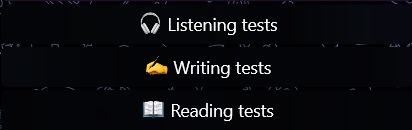 🎧 Listening tests
✍️ Writing tests
📖 Reading tests